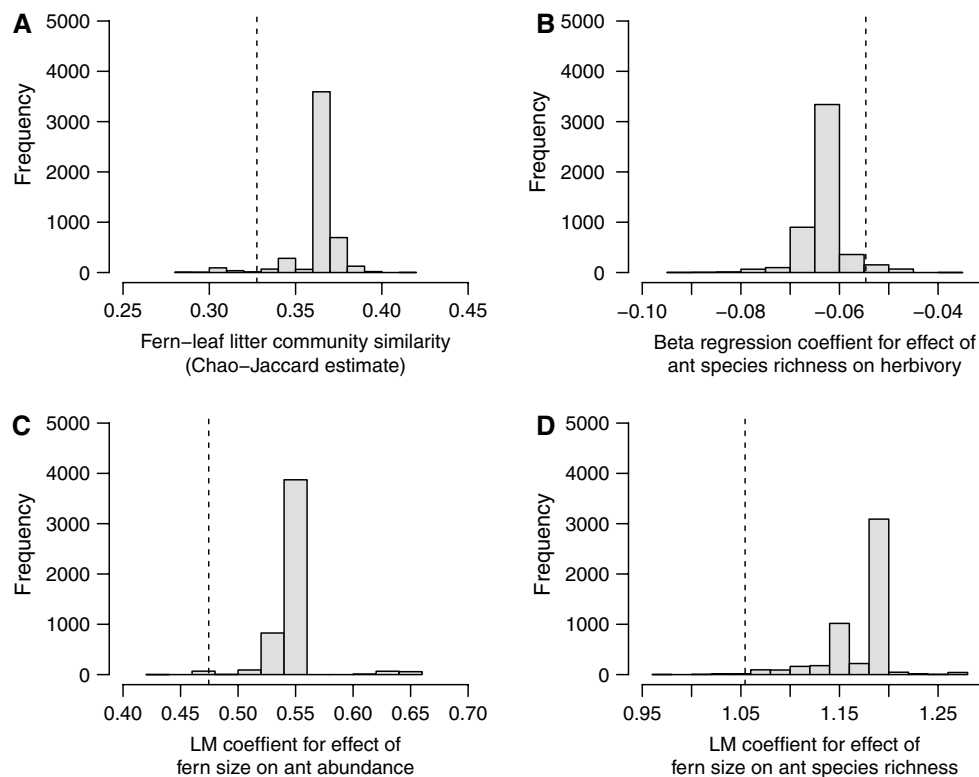 A
5000
4000
3000
2000
1000
0
Frequency
0.25 0.30 0.35 0.40 0.45
Fern−leaf litter community similarity
(Chao−Jaccard estimate)
B
5000
4000
3000
2000
1000
0
Frequency
−0.10 −0.08 −0.06 −0.04
Beta regression coeffient for effect of
ant species richness on herbivory
C
5000
4000
3000
2000
1000
0
Frequency
0.40 0.45 0.50 0.55 0.60 0.65 0.70
LM coeffient for effect of
fern size on ant abundance
D
5000
4000
3000
2000
1000
0
Frequency
0.95 1.05 1.15 1.25
LM coeffient for effect of
fern size on ant species richness